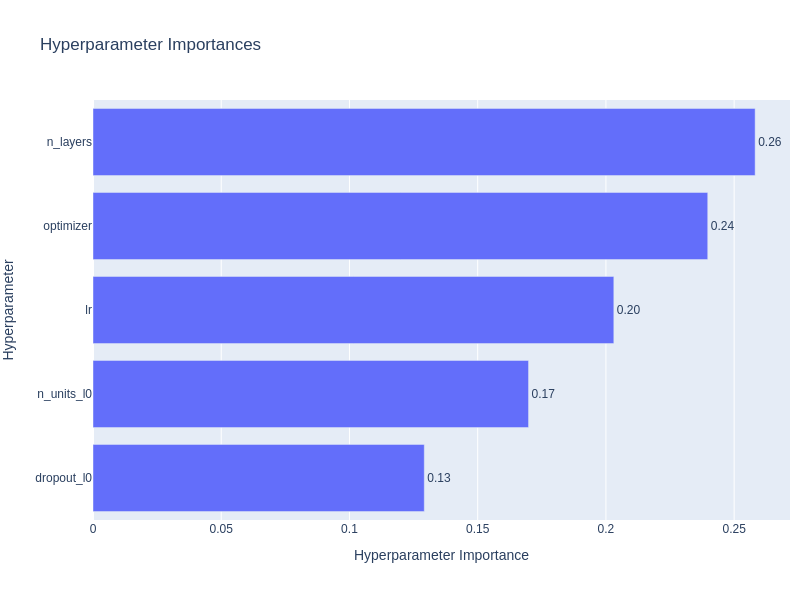 Hyperparameter Importances
n_layers
0.26
optimizer
0.24
lr
0.20
n_units_l0
0.17
dropout_l0
0.13
0
0.05
0.1
0.15
0.2
0.25
Hyperparameter Importance
Hyperparameter